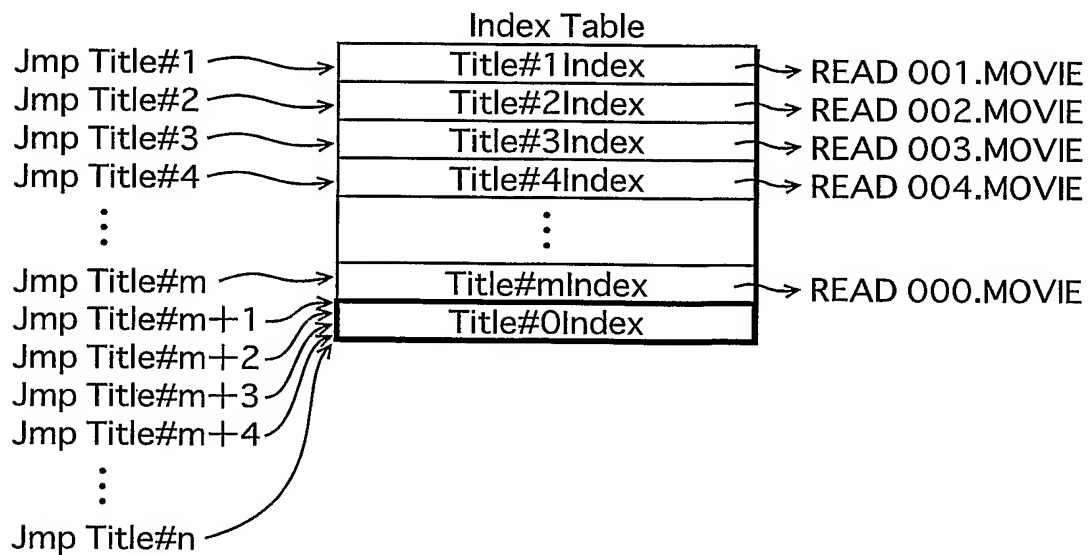 Index Table
Jmp Title#1 Title#1Index READ 001.MOVIE
Jmp Title#2 Title#2Index READ 002.MOVIE
Jmp Title#3 Title#3Index READ 003.MOVIE
Jmp Title#4 Title#4Index READ 004.MOVIE
⋮ ⋮
Jmp Title#m Title#mIndex READ 000.MOVIE
Jmp Title#m+1 Title#0Index
Jmp Title#m+2
Jmp Title#m+3
Jmp Title#m+4
⋮
Jmp Title#n